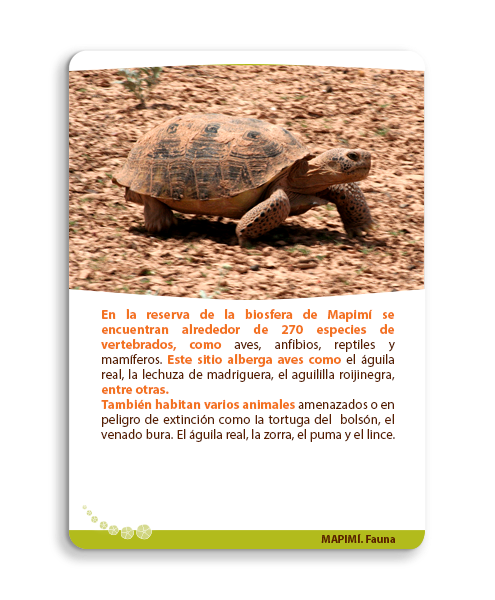 En la reserva de la biosfera de Mapimí se
encuentran alrededor de 270 especies de
vertebrados, como aves, anfibios, reptiles y
mamíferos. Este sitio alberga aves como el águila
real, la lechuza de madriguera, el aguililla roijinegra,
entre otras.
También habitan varios animales amenazados o en
peligro de extinción como la tortuga del bolsón, el
venado bura. El águila real, la zorra, el puma y el lince.
MAPIMÍ. Fauna